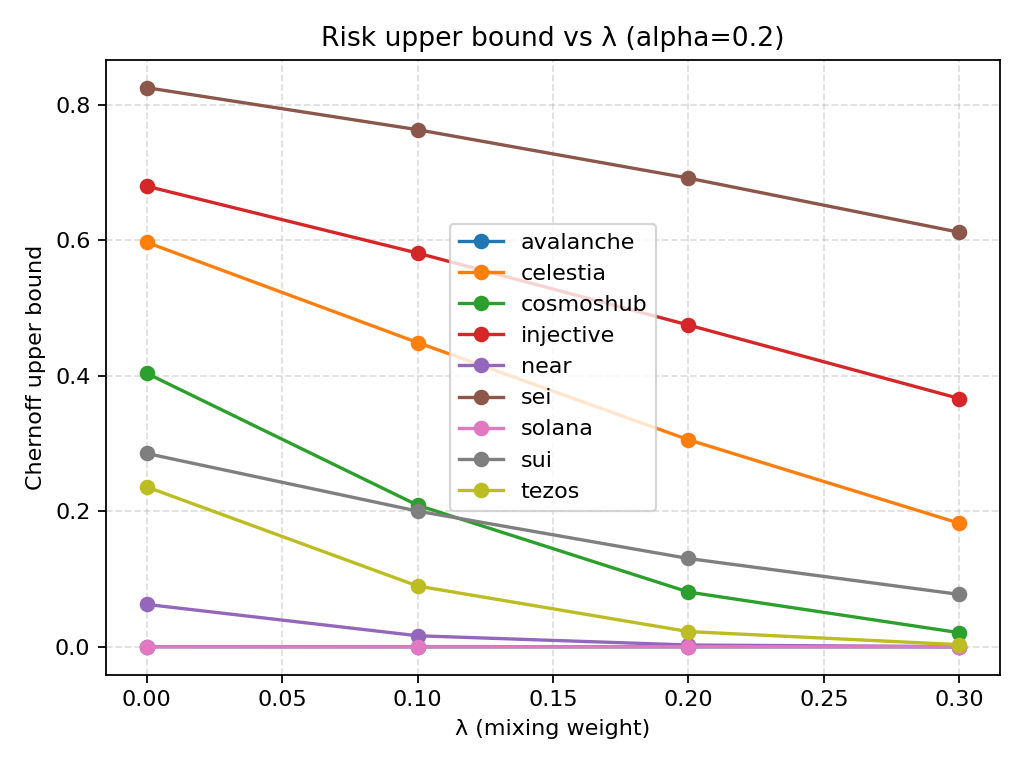 Risk upper bound vs λ (alpha=0.2)
Chernoff upper bound
0.8
0.6
0.4
0.2
0.0
avalanche
celestia
cosmoshub
injective
near
sei
solana
sui
tezos
0.00 0.05 0.10 0.15 0.20 0.25 0.30
λ (mixing weight)